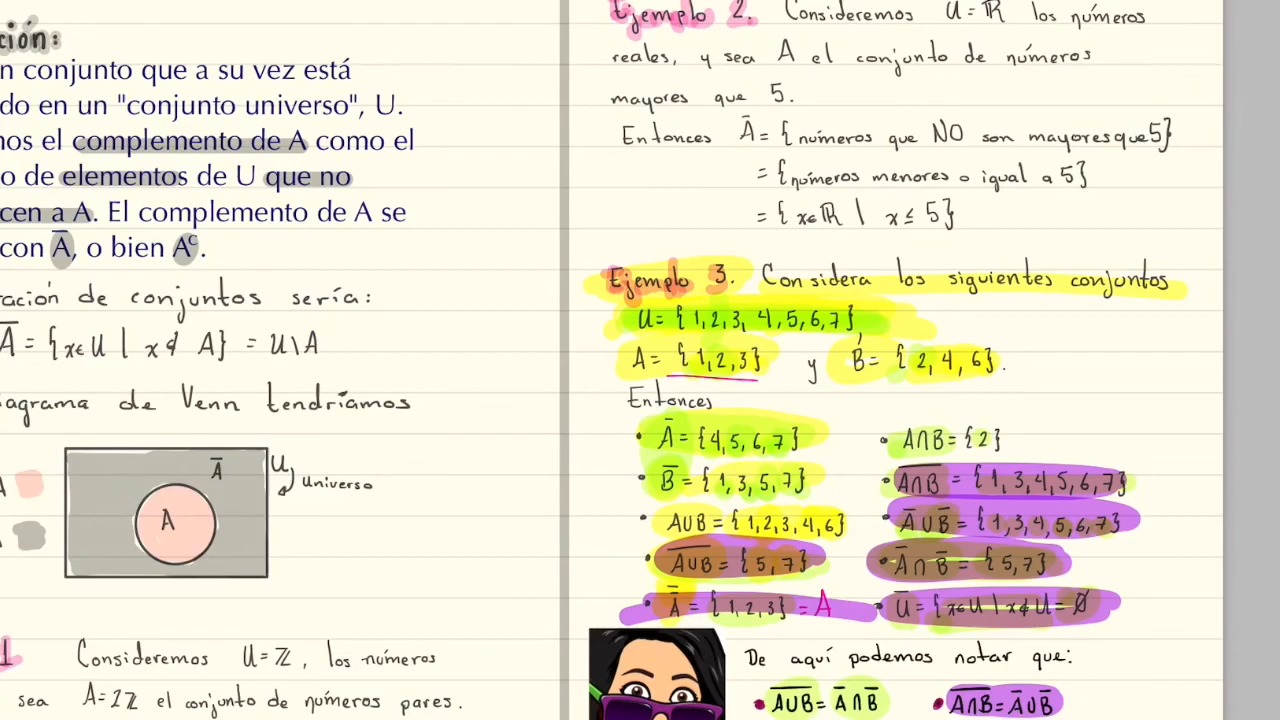 ción:
n conjunto que a su vez está
do en un "conjunto universo", U.
mos el complemento de A como el
o de elementos de U que no
cen a A. El complemento de A se
con A̅, o bien Aᶜ.
ración de conjuntos sería:
A̅ = {x∈U | x∉A} = U\A
diagrama de Venn tendríamos
A
A̅
U
Universo
A
1 Consideremos U=ℤ, los números
sea A=2ℤ el conjunto de números pares.
Ejemplo 2. Consideremos U=ℝ los números
reales, y sea A el conjunto de números
mayores que 5.
Entonces A̅ = {números que NO son mayores que 5}
= {números menores o igual a 5}
= {x∈ℝ | x ≤ 5}
Ejemplo 3. Considera los siguientes conjuntos
U = {1,2,3,4,5,6,7},
A = {1,2,3} y B = {2,4,6}.
Entonces
• A̅ = {4,5,6,7}
• B̅ = {1,3,5,7}
• A∪B = {1,2,3,4,6}
• \overline{A∪B} = {5,7}
• \overline{A̅} = {1,2,3} = A
• A∩B = {2}
• \overline{A∩B} = {1,3,4,5,6,7}
• A̅∪B̅ = {1,3,4,5,6,7}
• A̅∩B̅ = {5,7}
• U̅ = {x∈U | x∉U = ∅
De aquí podemos notar que:
• \overline{A∪B} = A̅∩B̅ • \overline{A∩B} = A̅∪B̅